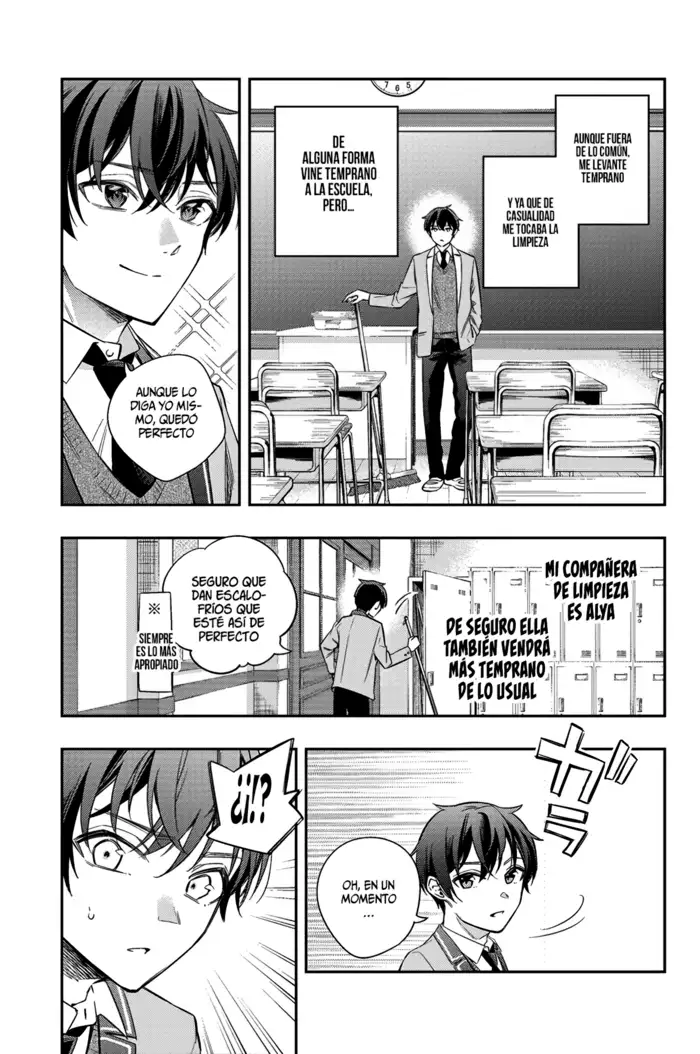 7 6 5
AUNQUE FUERA
DE LO COMÚN,
ME LEVANTE
TEMPRANO
Y YA QUE DE
CASUALIDAD
ME TOCABA LA
LIMPIEZA
DE
ALGUNA FORMA
VINE TEMPRANO
A LA ESCUELA,
PERO...
AUNQUE LO
DIGA YO MIS-
MO, QUEDÓ
PERFECTO
MI COMPAÑERA
DE LIMPIEZA
ES ALYA
DE SEGURO ELLA
TAMBIÉN VENDRÁ
MÁS TEMPRANO
DE LO USUAL
SEGURO QUE
DAN ESCALO-
FRÍOS QUE
ESTÉ ASÍ DE
PERFECTO
※
SIEMPRE
ES LO MÁS
APROPIADO
ガラ
OH, EN UN
MOMENTO
...
¿¡!?